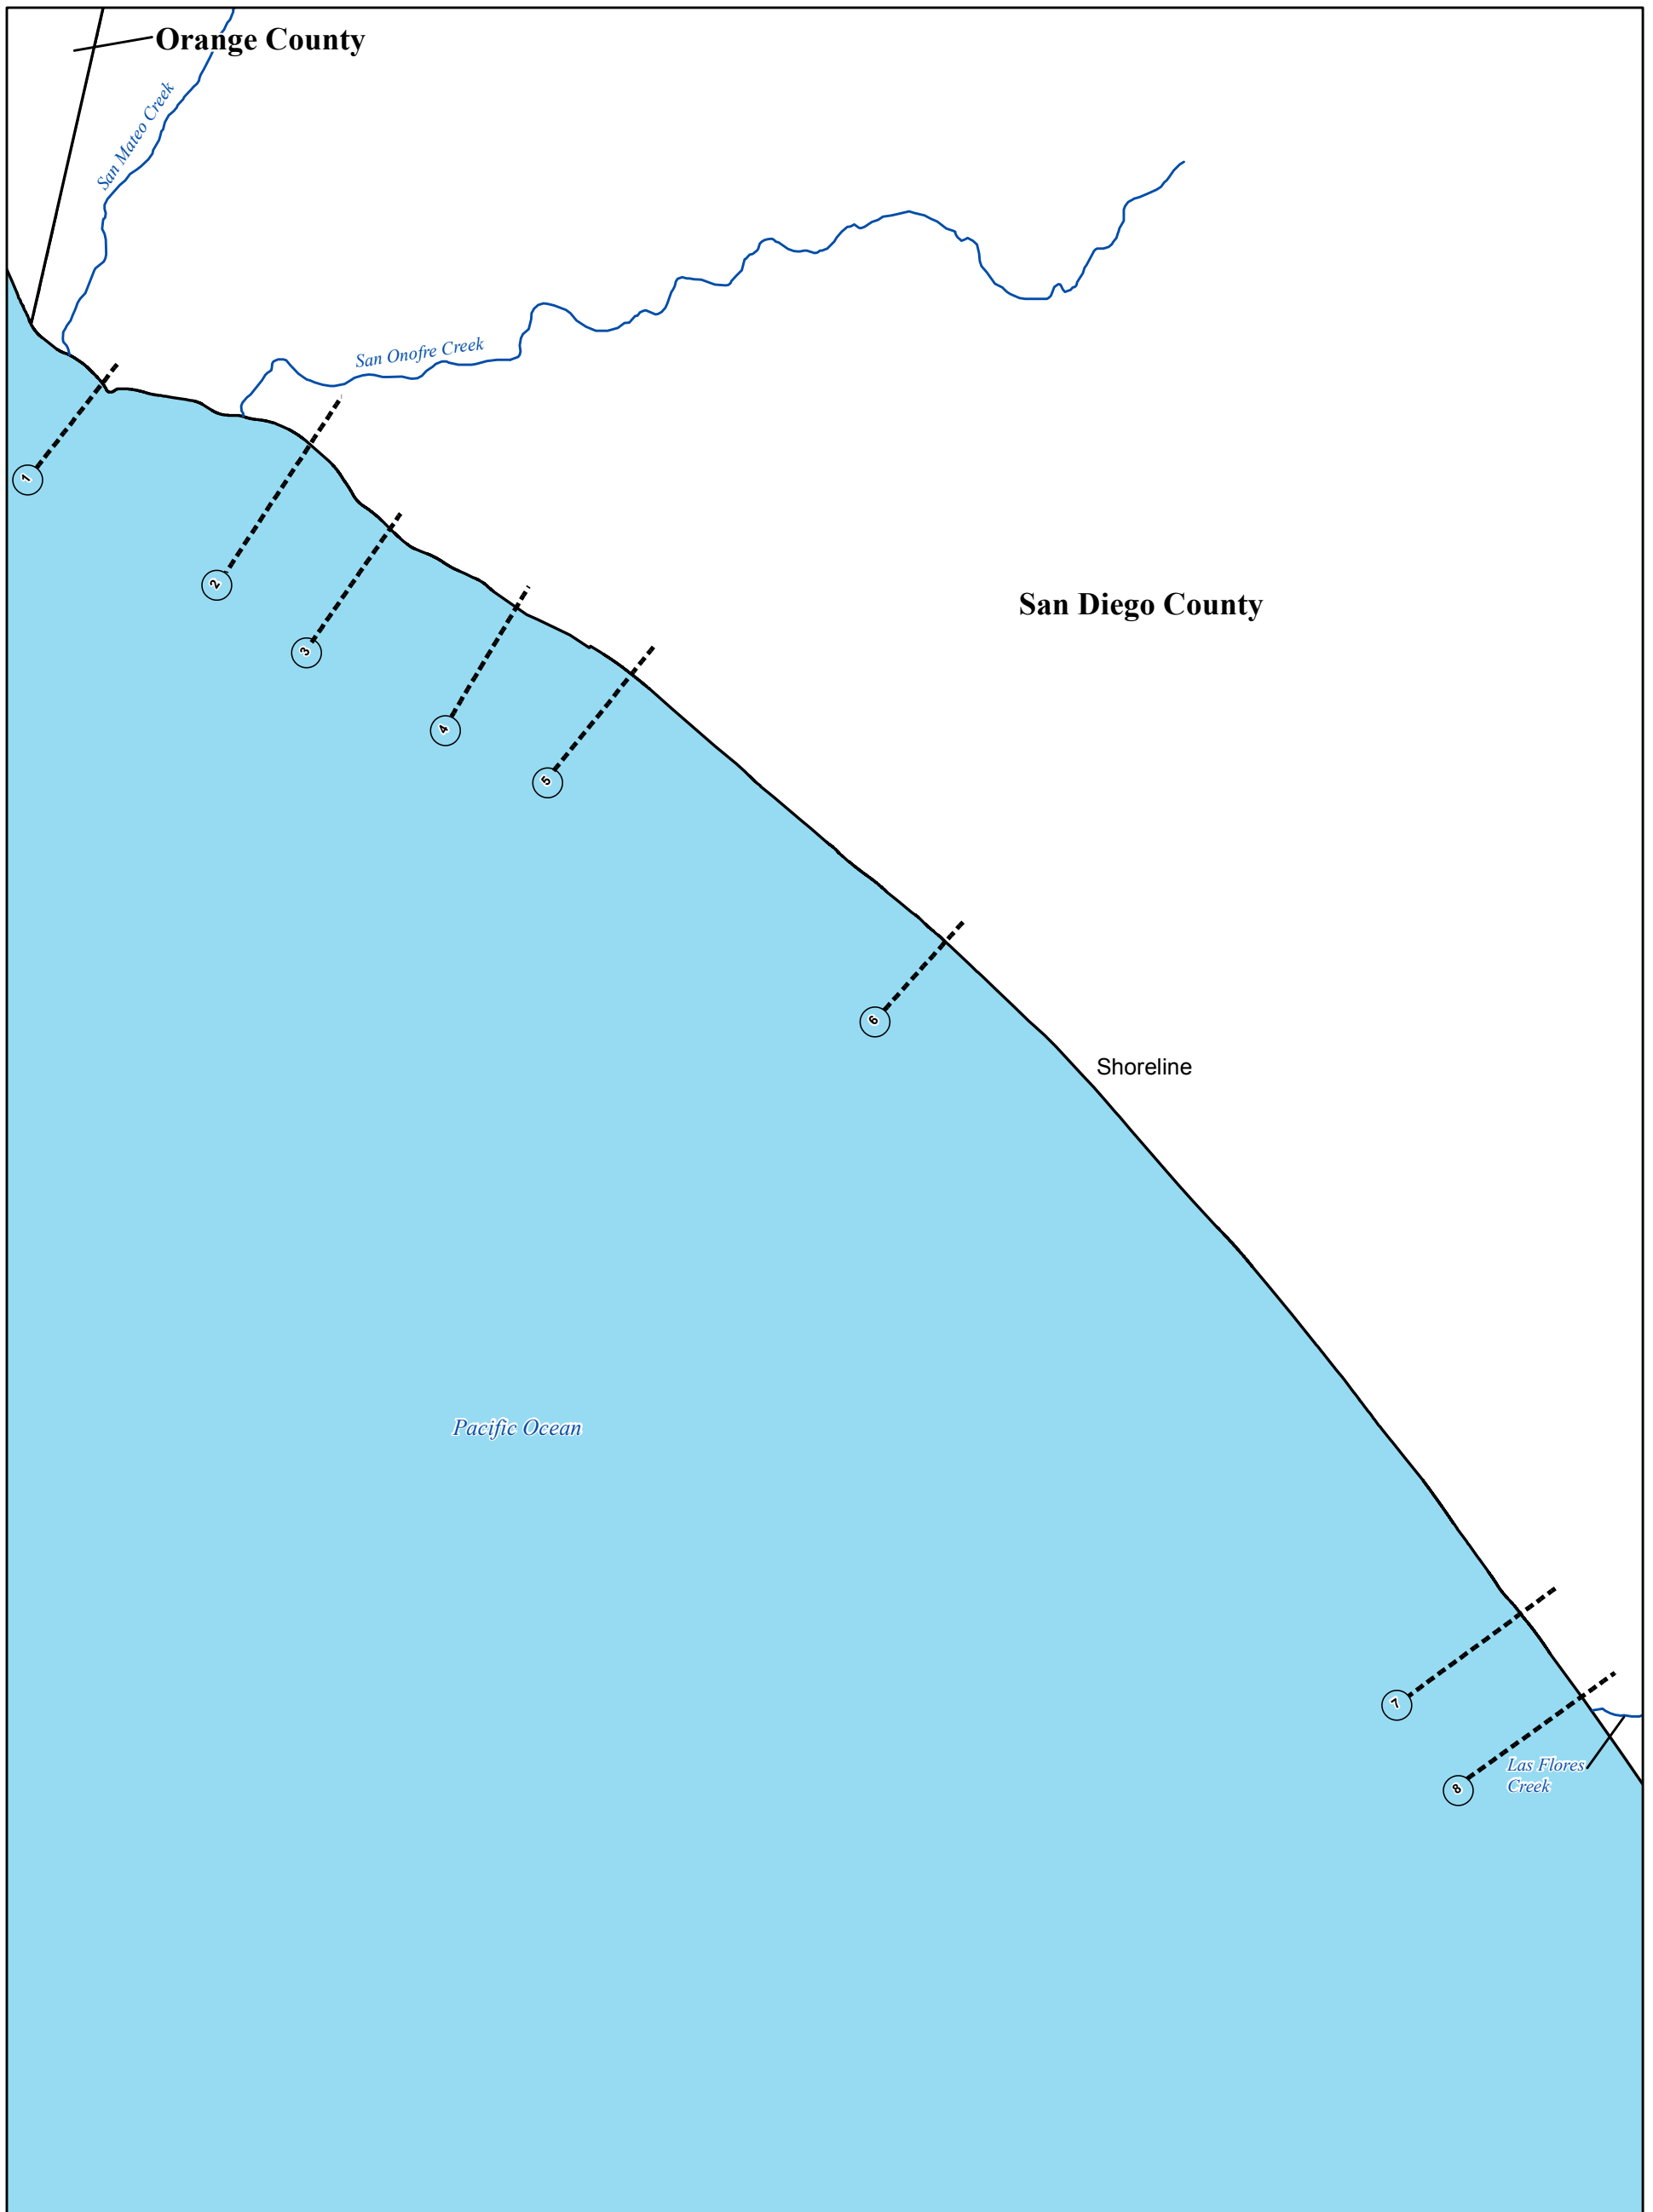 Orange County
San Mateo Creek
San Onofre Creek
1
2
San Diego County
3
4
5
6
Shoreline
Pacific Ocean
7
Las Flores
Creek
8